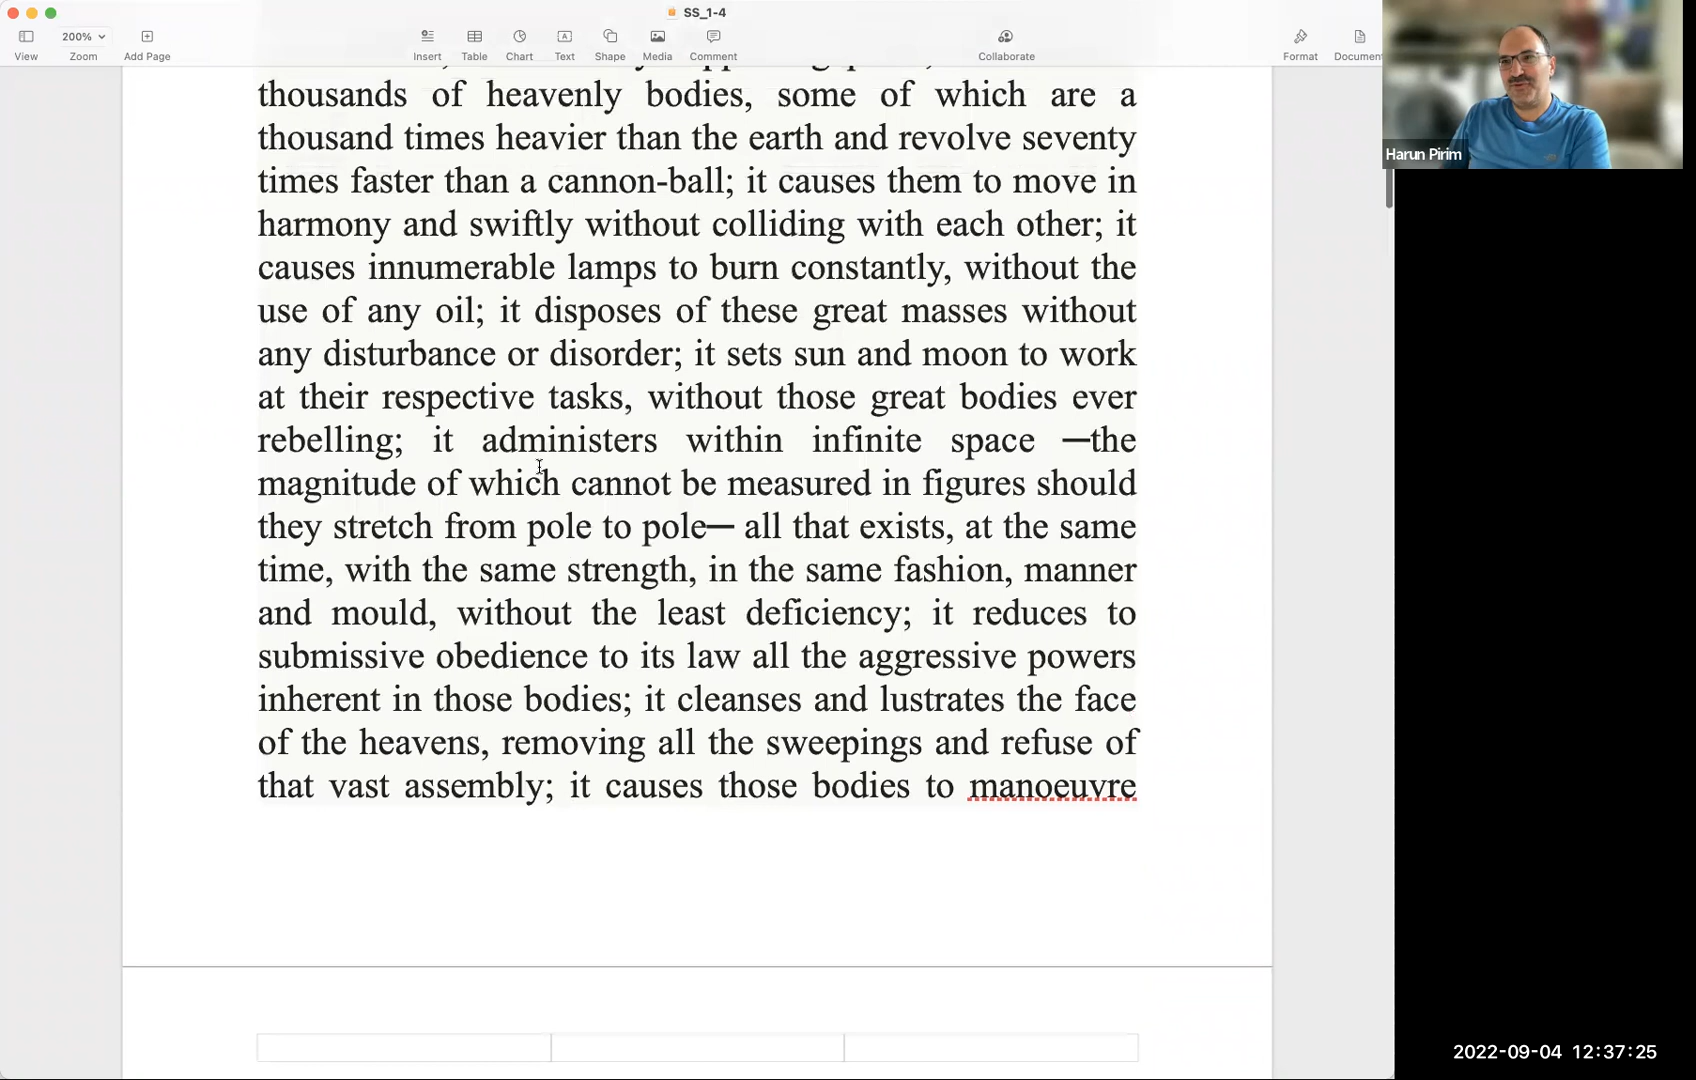 SS_1-4
View
200%
Zoom
Add Page
Insert
Table
Chart
Text
Shape
Media
Comment
Collaborate
Format
Documen
thousands of heavenly bodies, some of which are a
thousand times heavier than the earth and revolve seventy
times faster than a cannon-ball; it causes them to move in
harmony and swiftly without colliding with each other; it
causes innumerable lamps to burn constantly, without the
use of any oil; it disposes of these great masses without
any disturbance or disorder; it sets sun and moon to work
at their respective tasks, without those great bodies ever
rebelling; it administers within infinite space —the
magnitude of which cannot be measured in figures should
they stretch from pole to pole— all that exists, at the same
time, with the same strength, in the same fashion, manner
and mould, without the least deficiency; it reduces to
submissive obedience to its law all the aggressive powers
inherent in those bodies; it cleanses and lustrates the face
of the heavens, removing all the sweepings and refuse of
that vast assembly; it causes those bodies to manoeuvre
Harun Pirim
2022-09-04 12:37:25